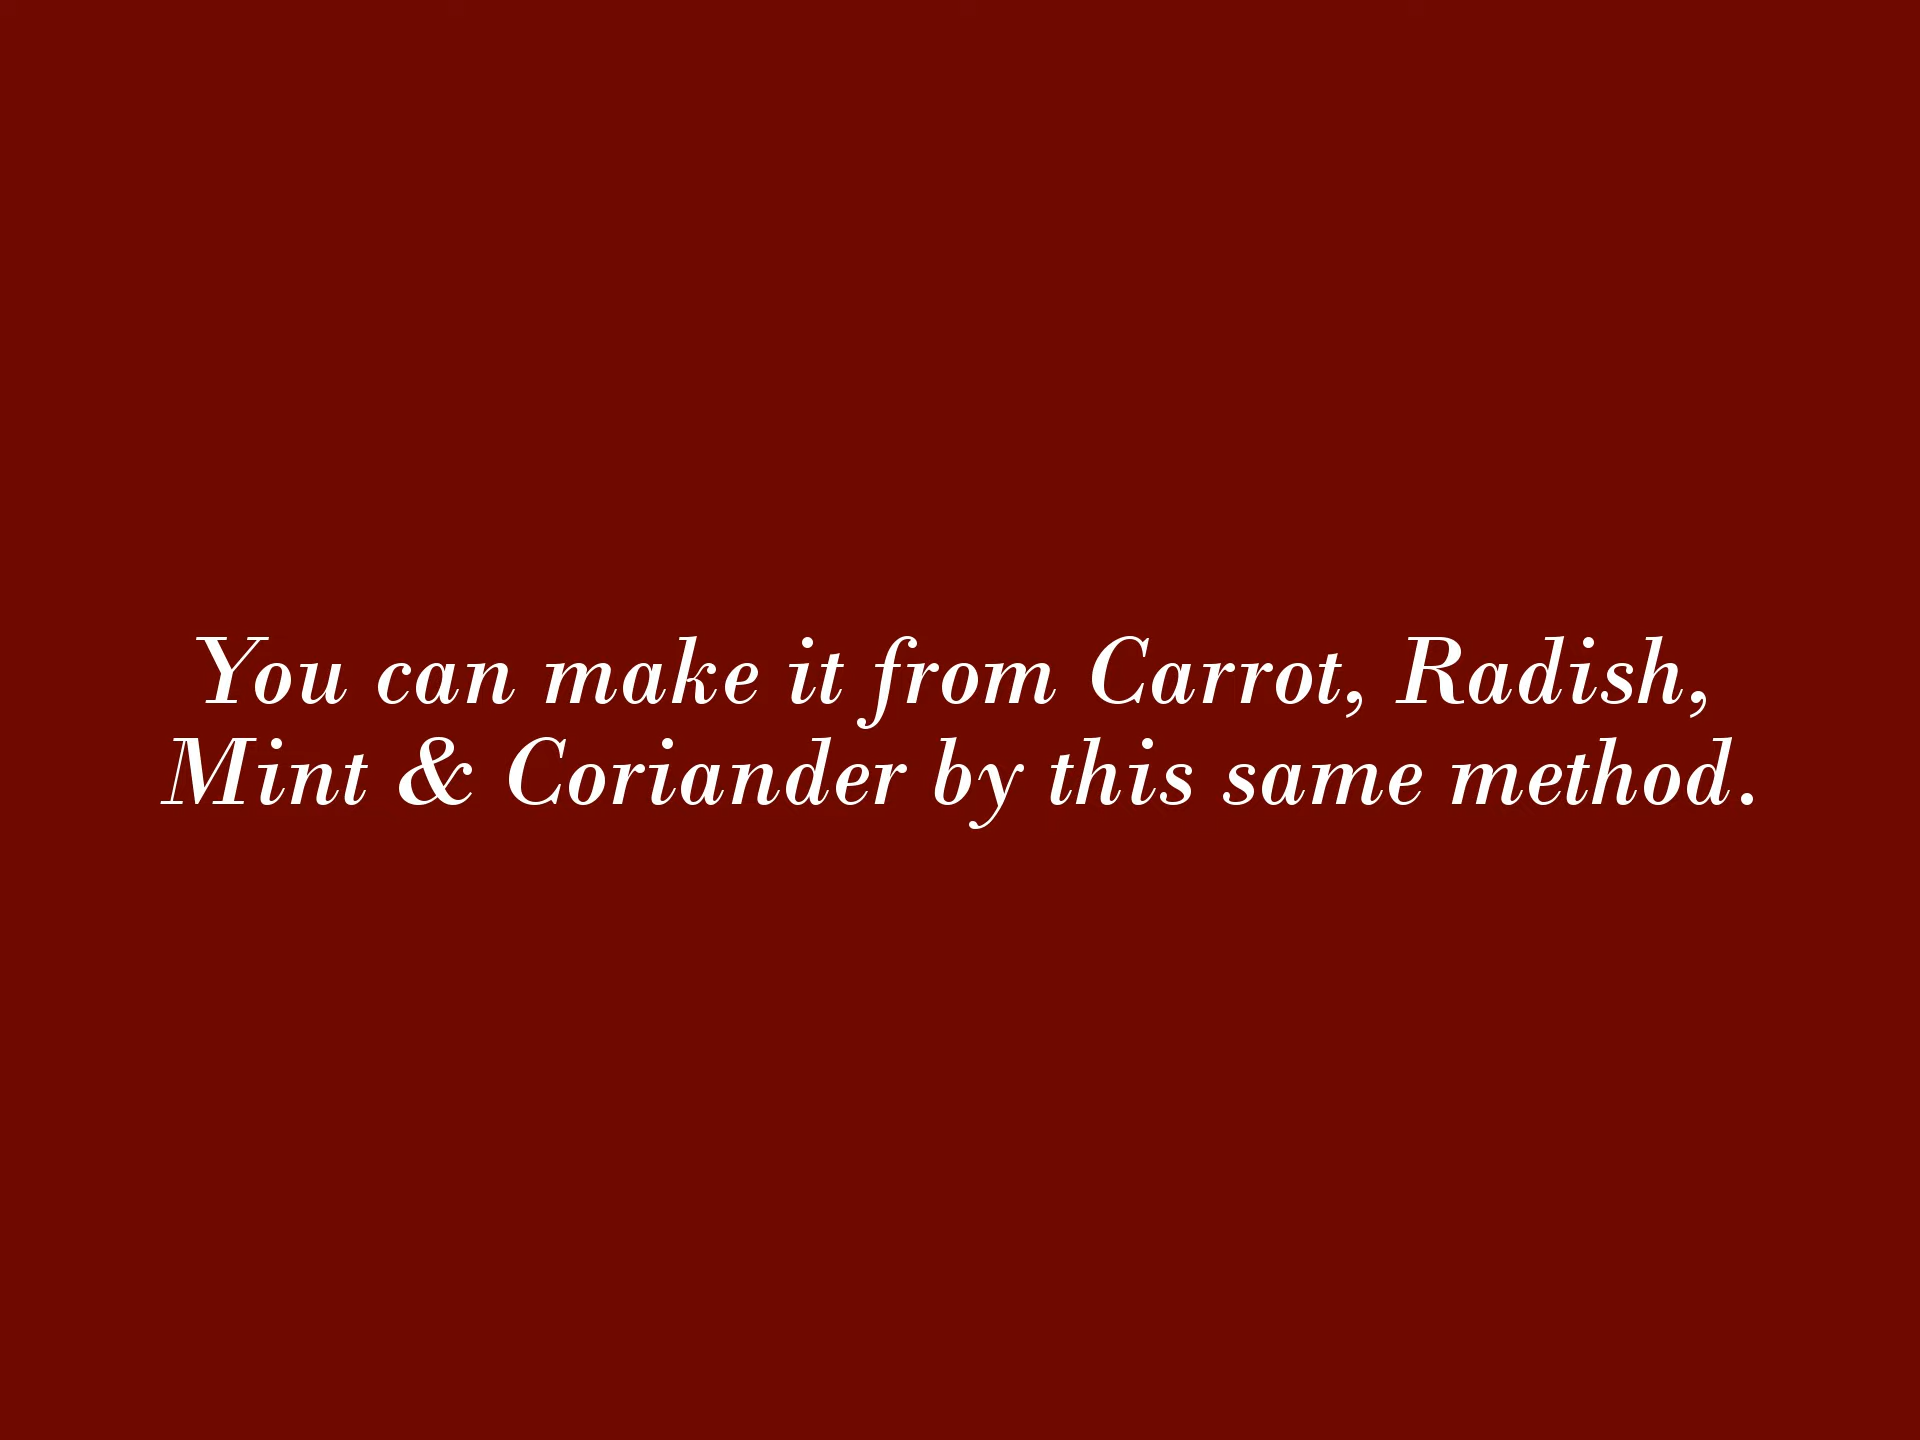 You can make it from Carrot, Radish,
Mint & Coriander by this same method.